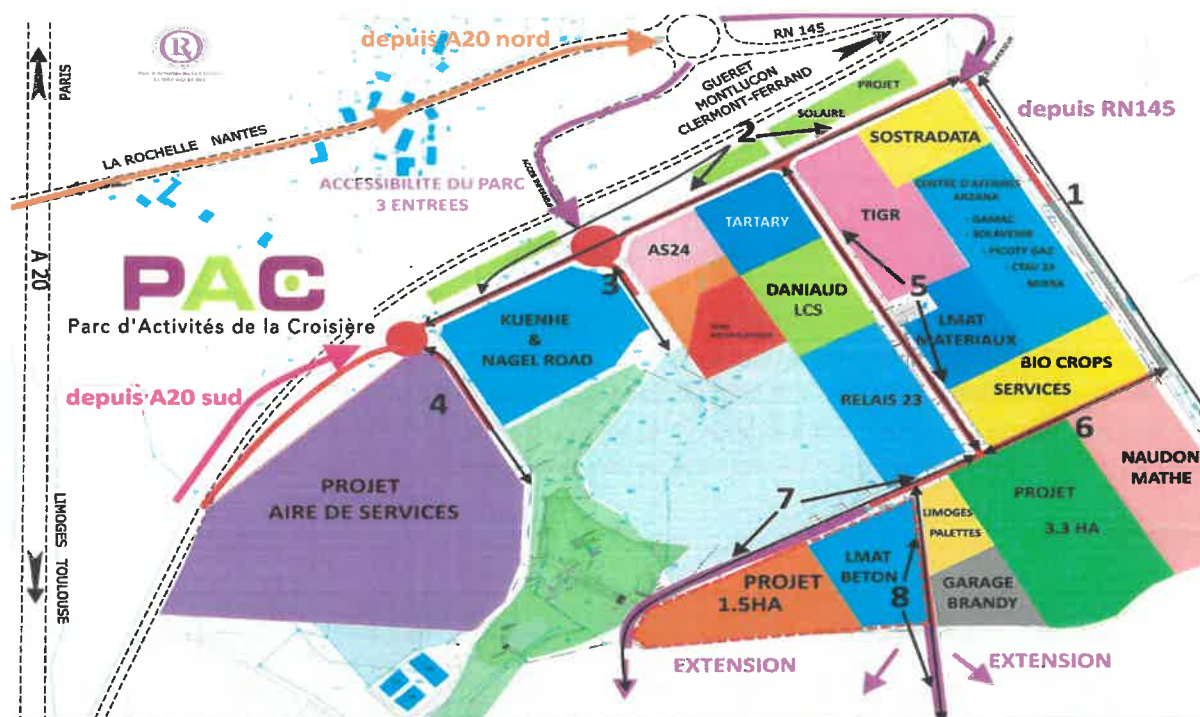 PARIS
A 20
LIMOGES TOULOUSE
LA ROCHELLE NANTES
depuis A20 nord
RN 145
GUERET
MONTLUCON
CLERMONT-FERRAND
depuis RN145
ACCESSIBILITE DU PARC
3 ENTREES
PAC
Parc d'Activités de la Croisière
depuis A20 sud
PROJET
SOLAIRE
1
2
3
4
5
6
7
8
SOSTRADATA
CENTRE D'AFFAIRES
TIGR
TARTARY
AS24
DANIAUD
LCS
KUENHE
&
NAGEL ROAD
LMAT
MATERIAUX
BIO CROPS
SERVICES
RELAIS 23
NAUDON
MATHE
PROJET
3.3 HA
PROJET
AIRE DE SERVICES
LIMOGES
PALETTES
LMAT
BETON
GARAGE
BRANDY
PROJET
1.5HA
EXTENSION
EXTENSION